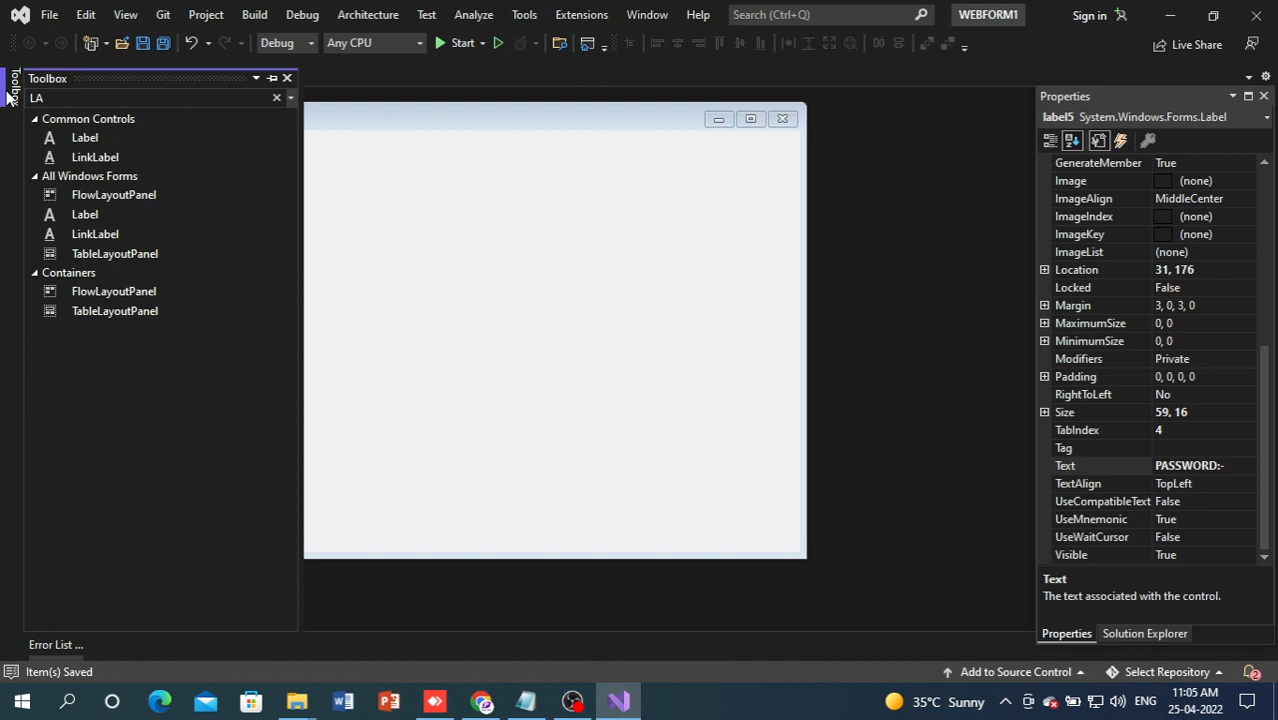 File Edit View Git Project Build Debug Architecture Test Analyze Tools Extensions Window Help Search (Ctrl+Q) WEBFORM1 Sign in
Debug Any CPU Start Live Share
Toolbox
Toolbox
LA
Common Controls
Label
LinkLabel
All Windows Forms
FlowLayoutPanel
Label
LinkLabel
TableLayoutPanel
Containers
FlowLayoutPanel
TableLayoutPanel
Error List ...
Properties
label5 System.Windows.Forms.Label
GenerateMember True
Image (none)
ImageAlign MiddleCenter
ImageIndex (none)
ImageKey (none)
ImageList (none)
Location 31, 176
Locked False
Margin 3, 0, 3, 0
MaximumSize 0, 0
MinimumSize 0, 0
Modifiers Private
Padding 0, 0, 0, 0
RightToLeft No
Size 59, 16
TabIndex 4
Tag
Text PASSWORD:-
TextAlign TopLeft
UseCompatibleText False
UseMnemonic True
UseWaitCursor False
Visible True
Text
The text associated with the control.
Properties Solution Explorer
Item(s) Saved Add to Source Control Select Repository 2
35°C Sunny ENG 11:05 AM
25-04-2022